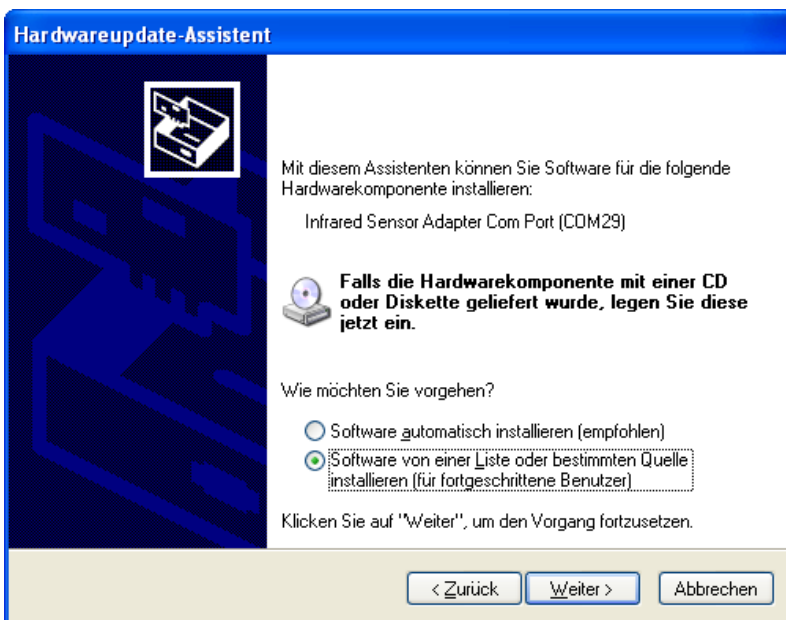 Hardwareupdate-Assistent
Mit diesem Assistenten können Sie Software für die folgende
Hardwarekomponente installieren:
Infrared Sensor Adapter Com Port (COM29)
Falls die Hardwarekomponente mit einer CD
oder Diskette geliefert wurde, legen Sie diese
jetzt ein.
Wie möchten Sie vorgehen?
Software automatisch installieren (empfohlen)
Software von einer Liste oder bestimmten Quelle
installieren (für fortgeschrittene Benutzer)
Klicken Sie auf "Weiter", um den Vorgang fortzusetzen.
< Zurück Weiter > Abbrechen